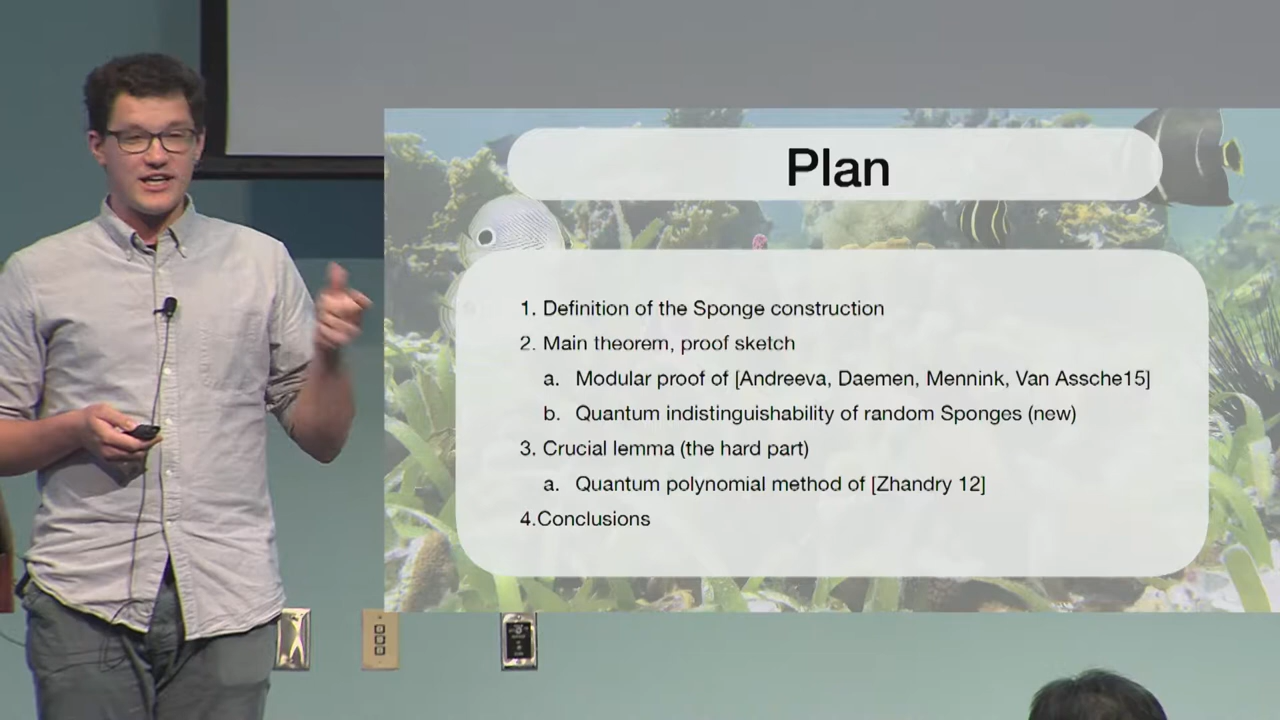 Plan
1. Definition of the Sponge construction
2. Main theorem, proof sketch
a. Modular proof of [Andreeva, Daemen, Mennink, Van Assche15]
b. Quantum indistinguishability of random Sponges (new)
3. Crucial lemma (the hard part)
a. Quantum polynomial method of [Zhandry 12]
4.Conclusions